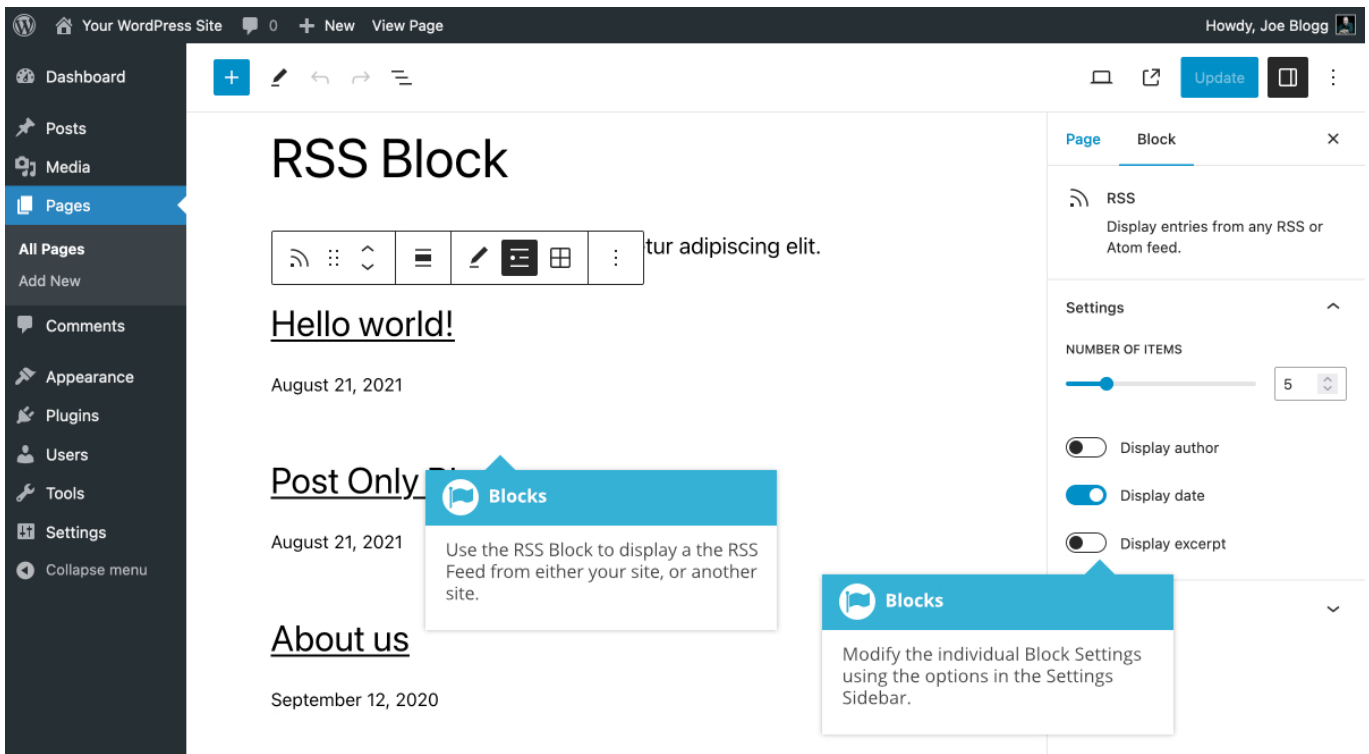 Your WordPress Site 0 New View Page Howdy, Joe Blogg
Dashboard
Posts
Media
Pages
All Pages
Add New
Comments
Appearance
Plugins
Users
Tools
Settings
Collapse menu
Update
RSS Block
tur adipiscing elit.
Hello world!
August 21, 2021
Post Only
August 21, 2021
About us
September 12, 2020
Blocks
Use the RSS Block to display a the RSS
Feed from either your site, or another
site.
Page Block
RSS
Display entries from any RSS or
Atom feed.
Settings
NUMBER OF ITEMS
5
Display author
Display date
Display excerpt
Blocks
Modify the individual Block Settings
using the options in the Settings
Sidebar.